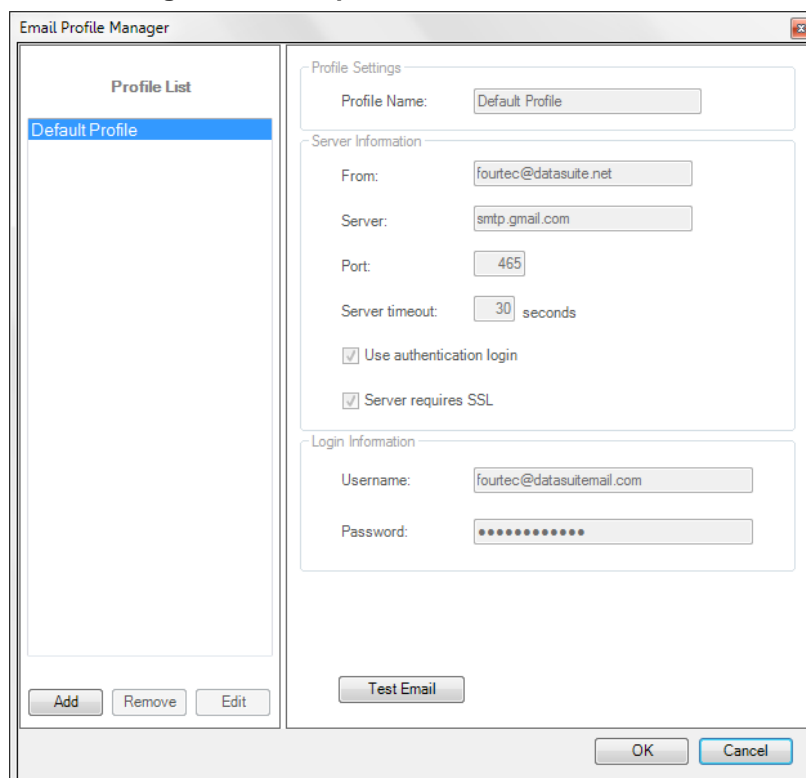 Email Profile Manager
Profile List
Default Profile
Add Remove Edit
Profile Settings
Profile Name: Default Profile
Server Information
From: fourtec@datasuite.net
Server: smtp.gmail.com
Port: 465
Server timeout: 30 seconds
Use authentication login
Server requires SSL
Login Information
Username: fourtec@datasuitemail.com
Password: ●●●●●●●●●●●●
Test Email
OK Cancel